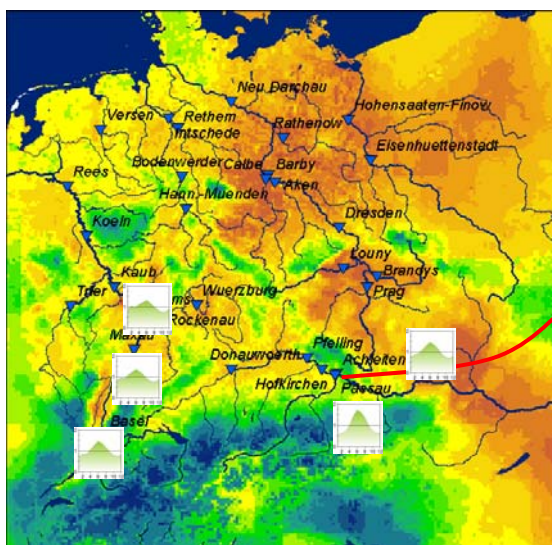 Neu Darchau
Versen
Rethem
Intschede
Hohensaaten-Finow
Rathenow
Eisenhuettenstadt
Bodenwerder
Calbe
Barby
Rees
Aken
Hann.-Muenden
Koeln
Dresden
Louny
Kaub
Brandys
Trier
Wuerzburg
Prag
Rockenau
Maxau
Pfelling
Donauwoerth
Achleiten
Hofkirchen
Passau
Basel